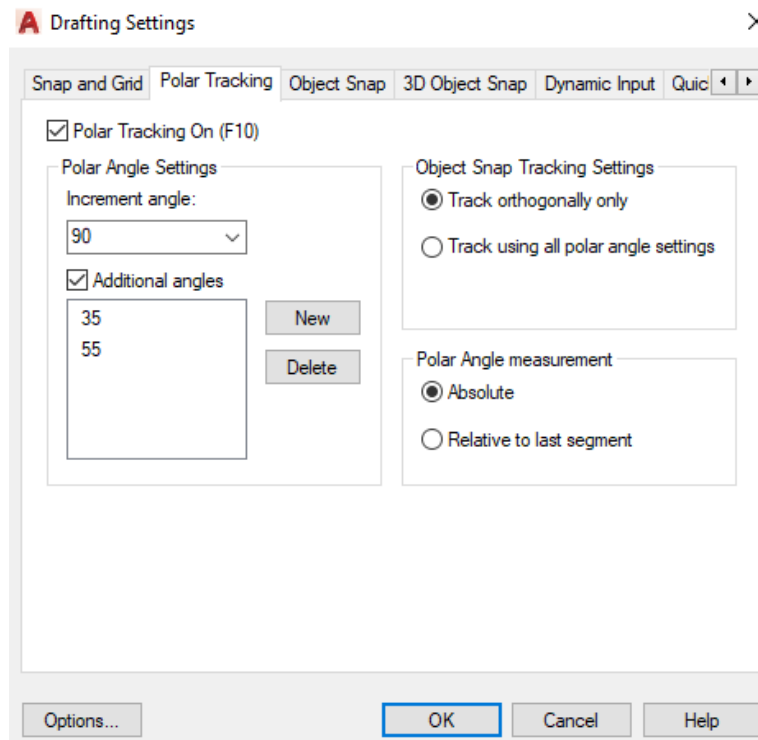 Drafting Settings
Snap and Grid Polar Tracking Object Snap 3D Object Snap Dynamic Input Quic
Polar Tracking On (F10)
Polar Angle Settings
Increment angle:
90
Additional angles
35
55
New
Delete
Object Snap Tracking Settings
Track orthogonally only
Track using all polar angle settings
Polar Angle measurement
Absolute
Relative to last segment
Options... OK Cancel Help